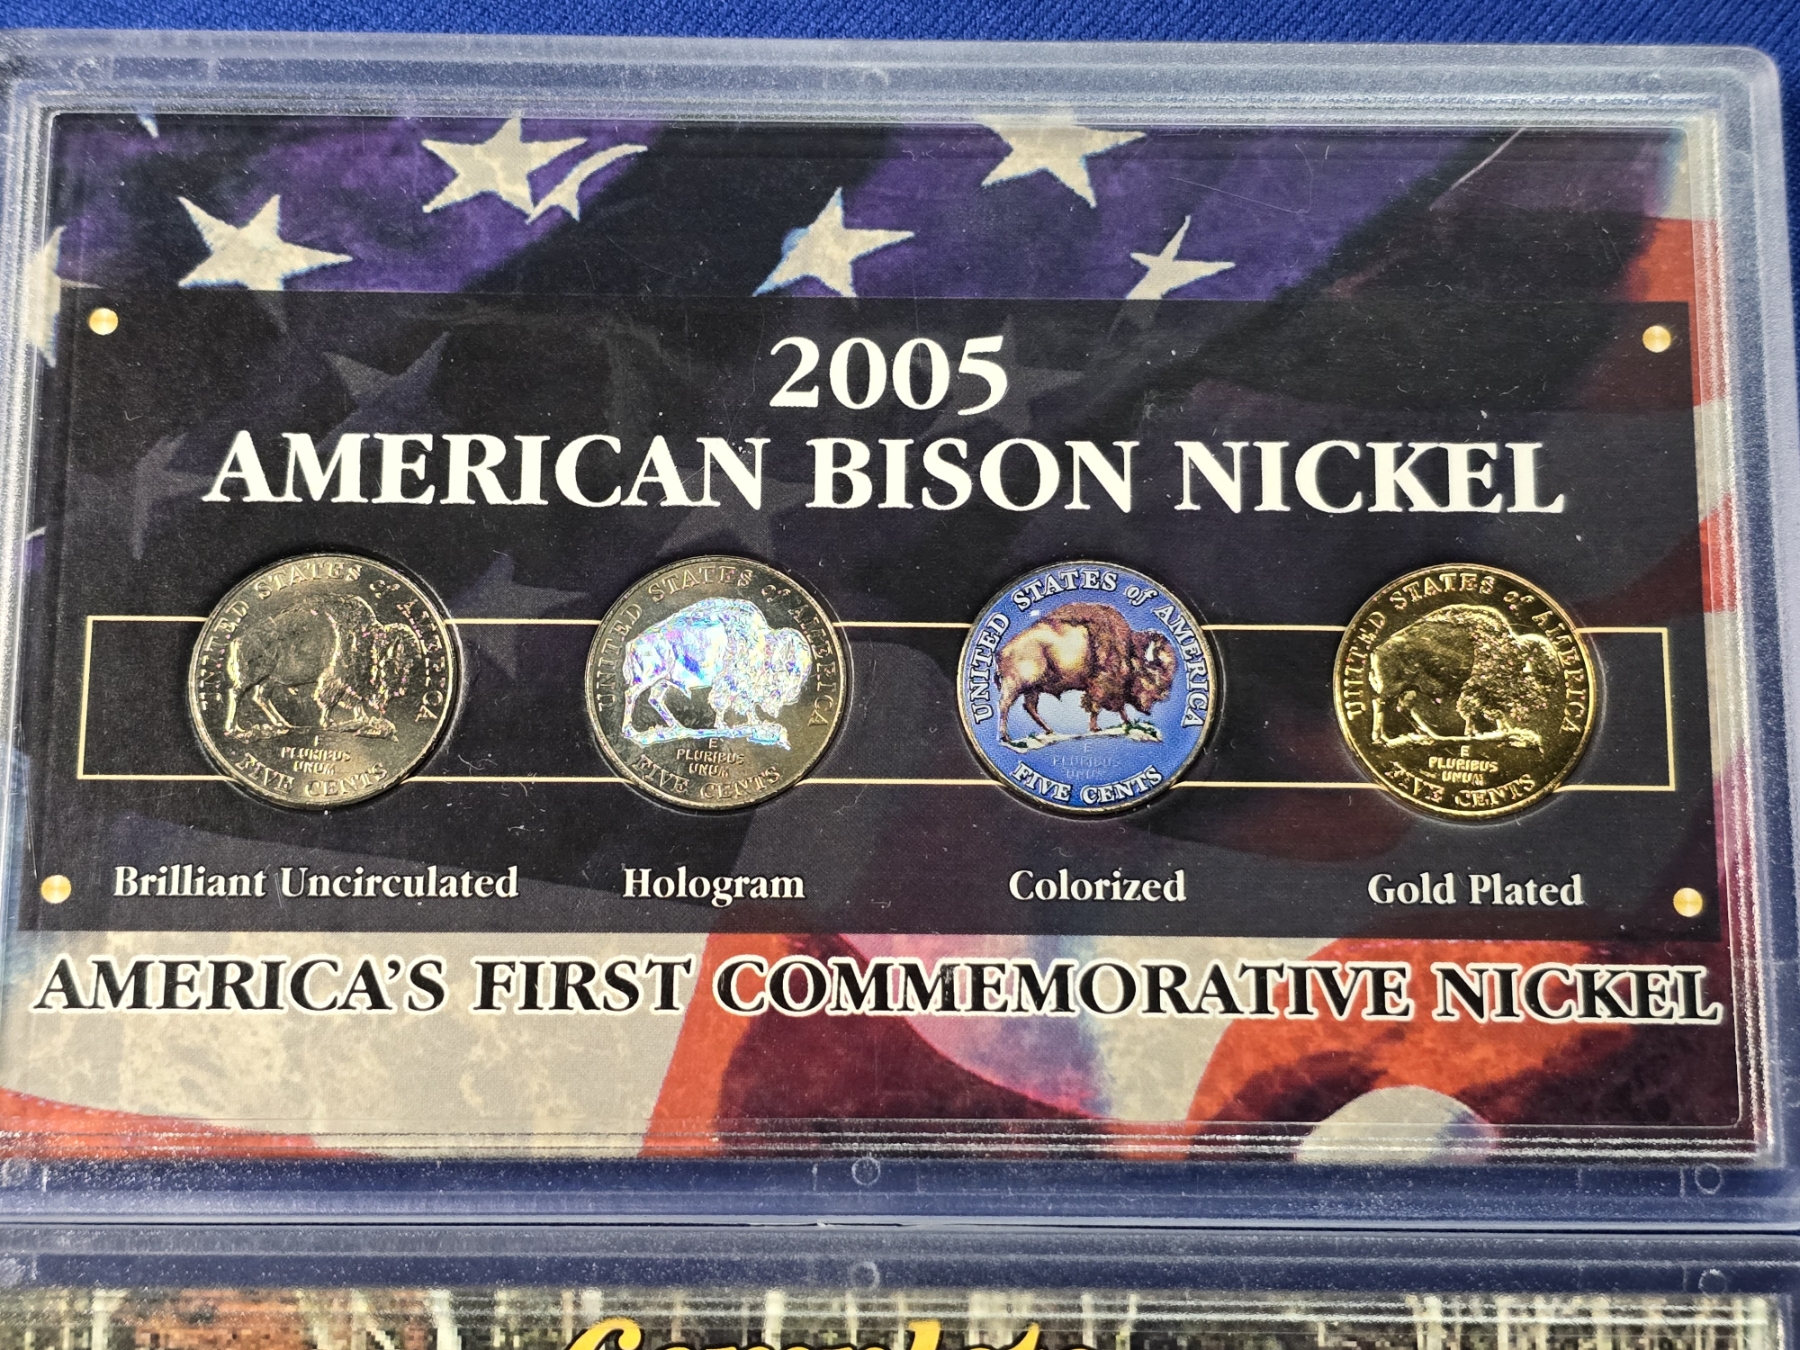 2005
AMERICAN BISON NICKEL
UNITED STATES of AMERICA
E
PLURIBUS
UNUM
FIVE CENTS
UNITED STATES of AMERICA
E
PLURIBUS
UNUM
FIVE CENTS
UNITED STATES of AMERICA
E
PLURIBUS
UNUM
FIVE CENTS
UNITED STATES of AMERICA
E
PLURIBUS
UNUM
FIVE CENTS
Brilliant Uncirculated
Hologram
Colorized
Gold Plated
AMERICA'S FIRST COMMEMORATIVE NICKEL
Complete